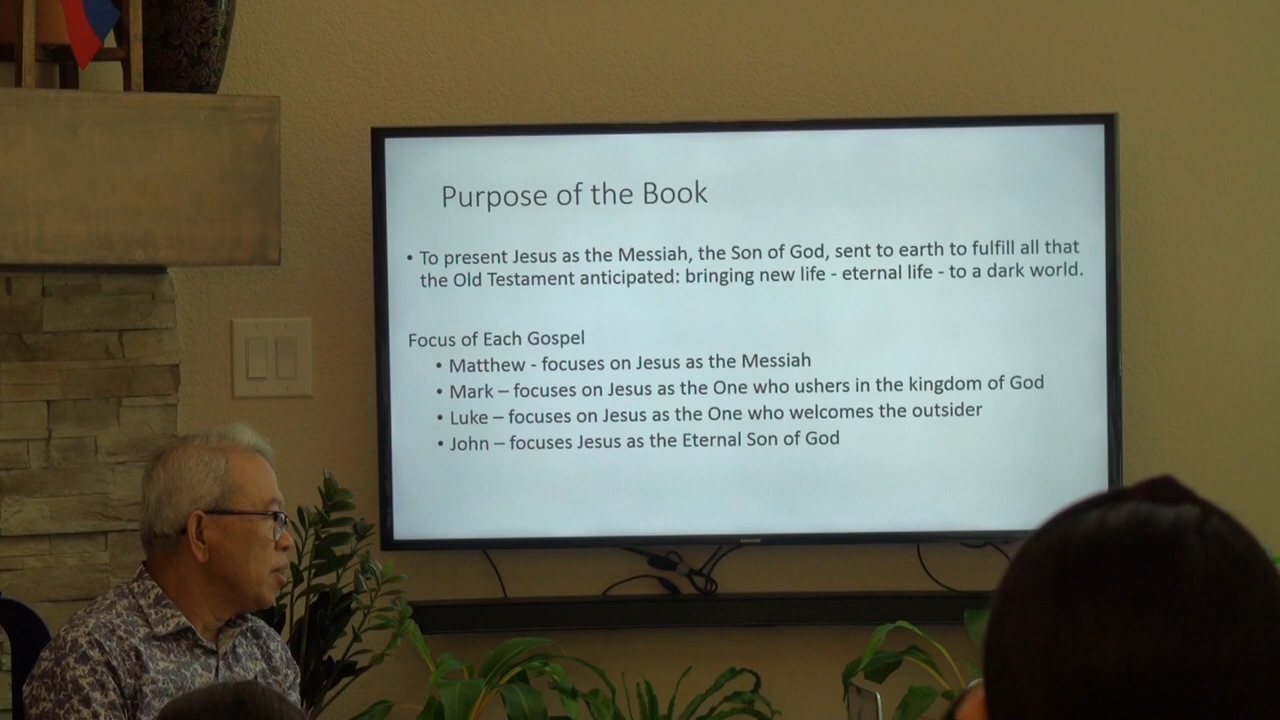 Purpose of the Book
• To present Jesus as the Messiah, the Son of God, sent to earth to fulfill all that
the Old Testament anticipated: bringing new life - eternal life - to a dark world.
Focus of Each Gospel
• Matthew - focuses on Jesus as the Messiah
• Mark – focuses on Jesus as the One who ushers in the kingdom of God
• Luke – focuses on Jesus as the One who welcomes the outsider
• John – focuses Jesus as the Eternal Son of God
SAMSUNG